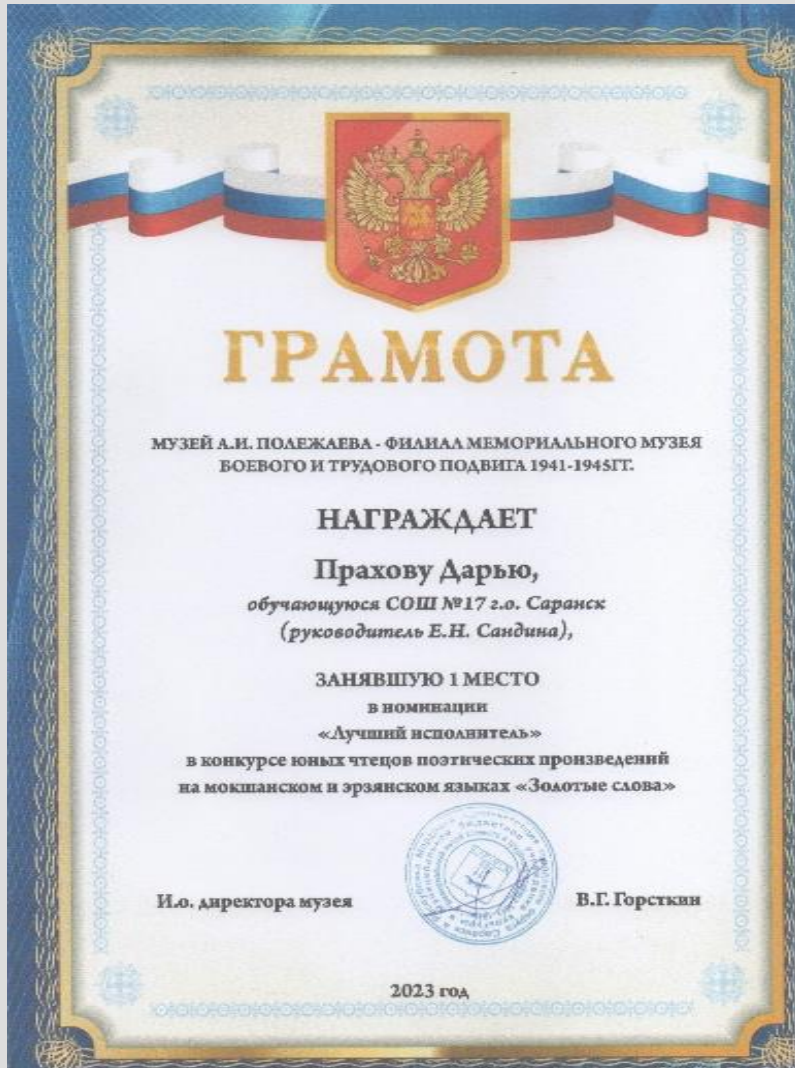 ГРАМОТА
МУЗЕЙ А.И. ПОЛЕЖАЕВА - ФИЛИАЛ МЕМОРИАЛЬНОГО МУЗЕЯ
БОЕВОГО И ТРУДОВОГО ПОДВИГА 1941-1945ГГ.
НАГРАЖДАЕТ
Прахову Дарью,
обучающуюся СОШ №17 г.о. Саранск
(руководитель Е.Н. Сандина),
ЗАНЯВШУЮ 1 МЕСТО
в номинации
«Лучший исполнитель»
в конкурсе юных чтецов поэтических произведений
на мокшанском и эрзянском языках «Золотые слова»
И.о. директора музея В.Г. Горсткин
2023 год